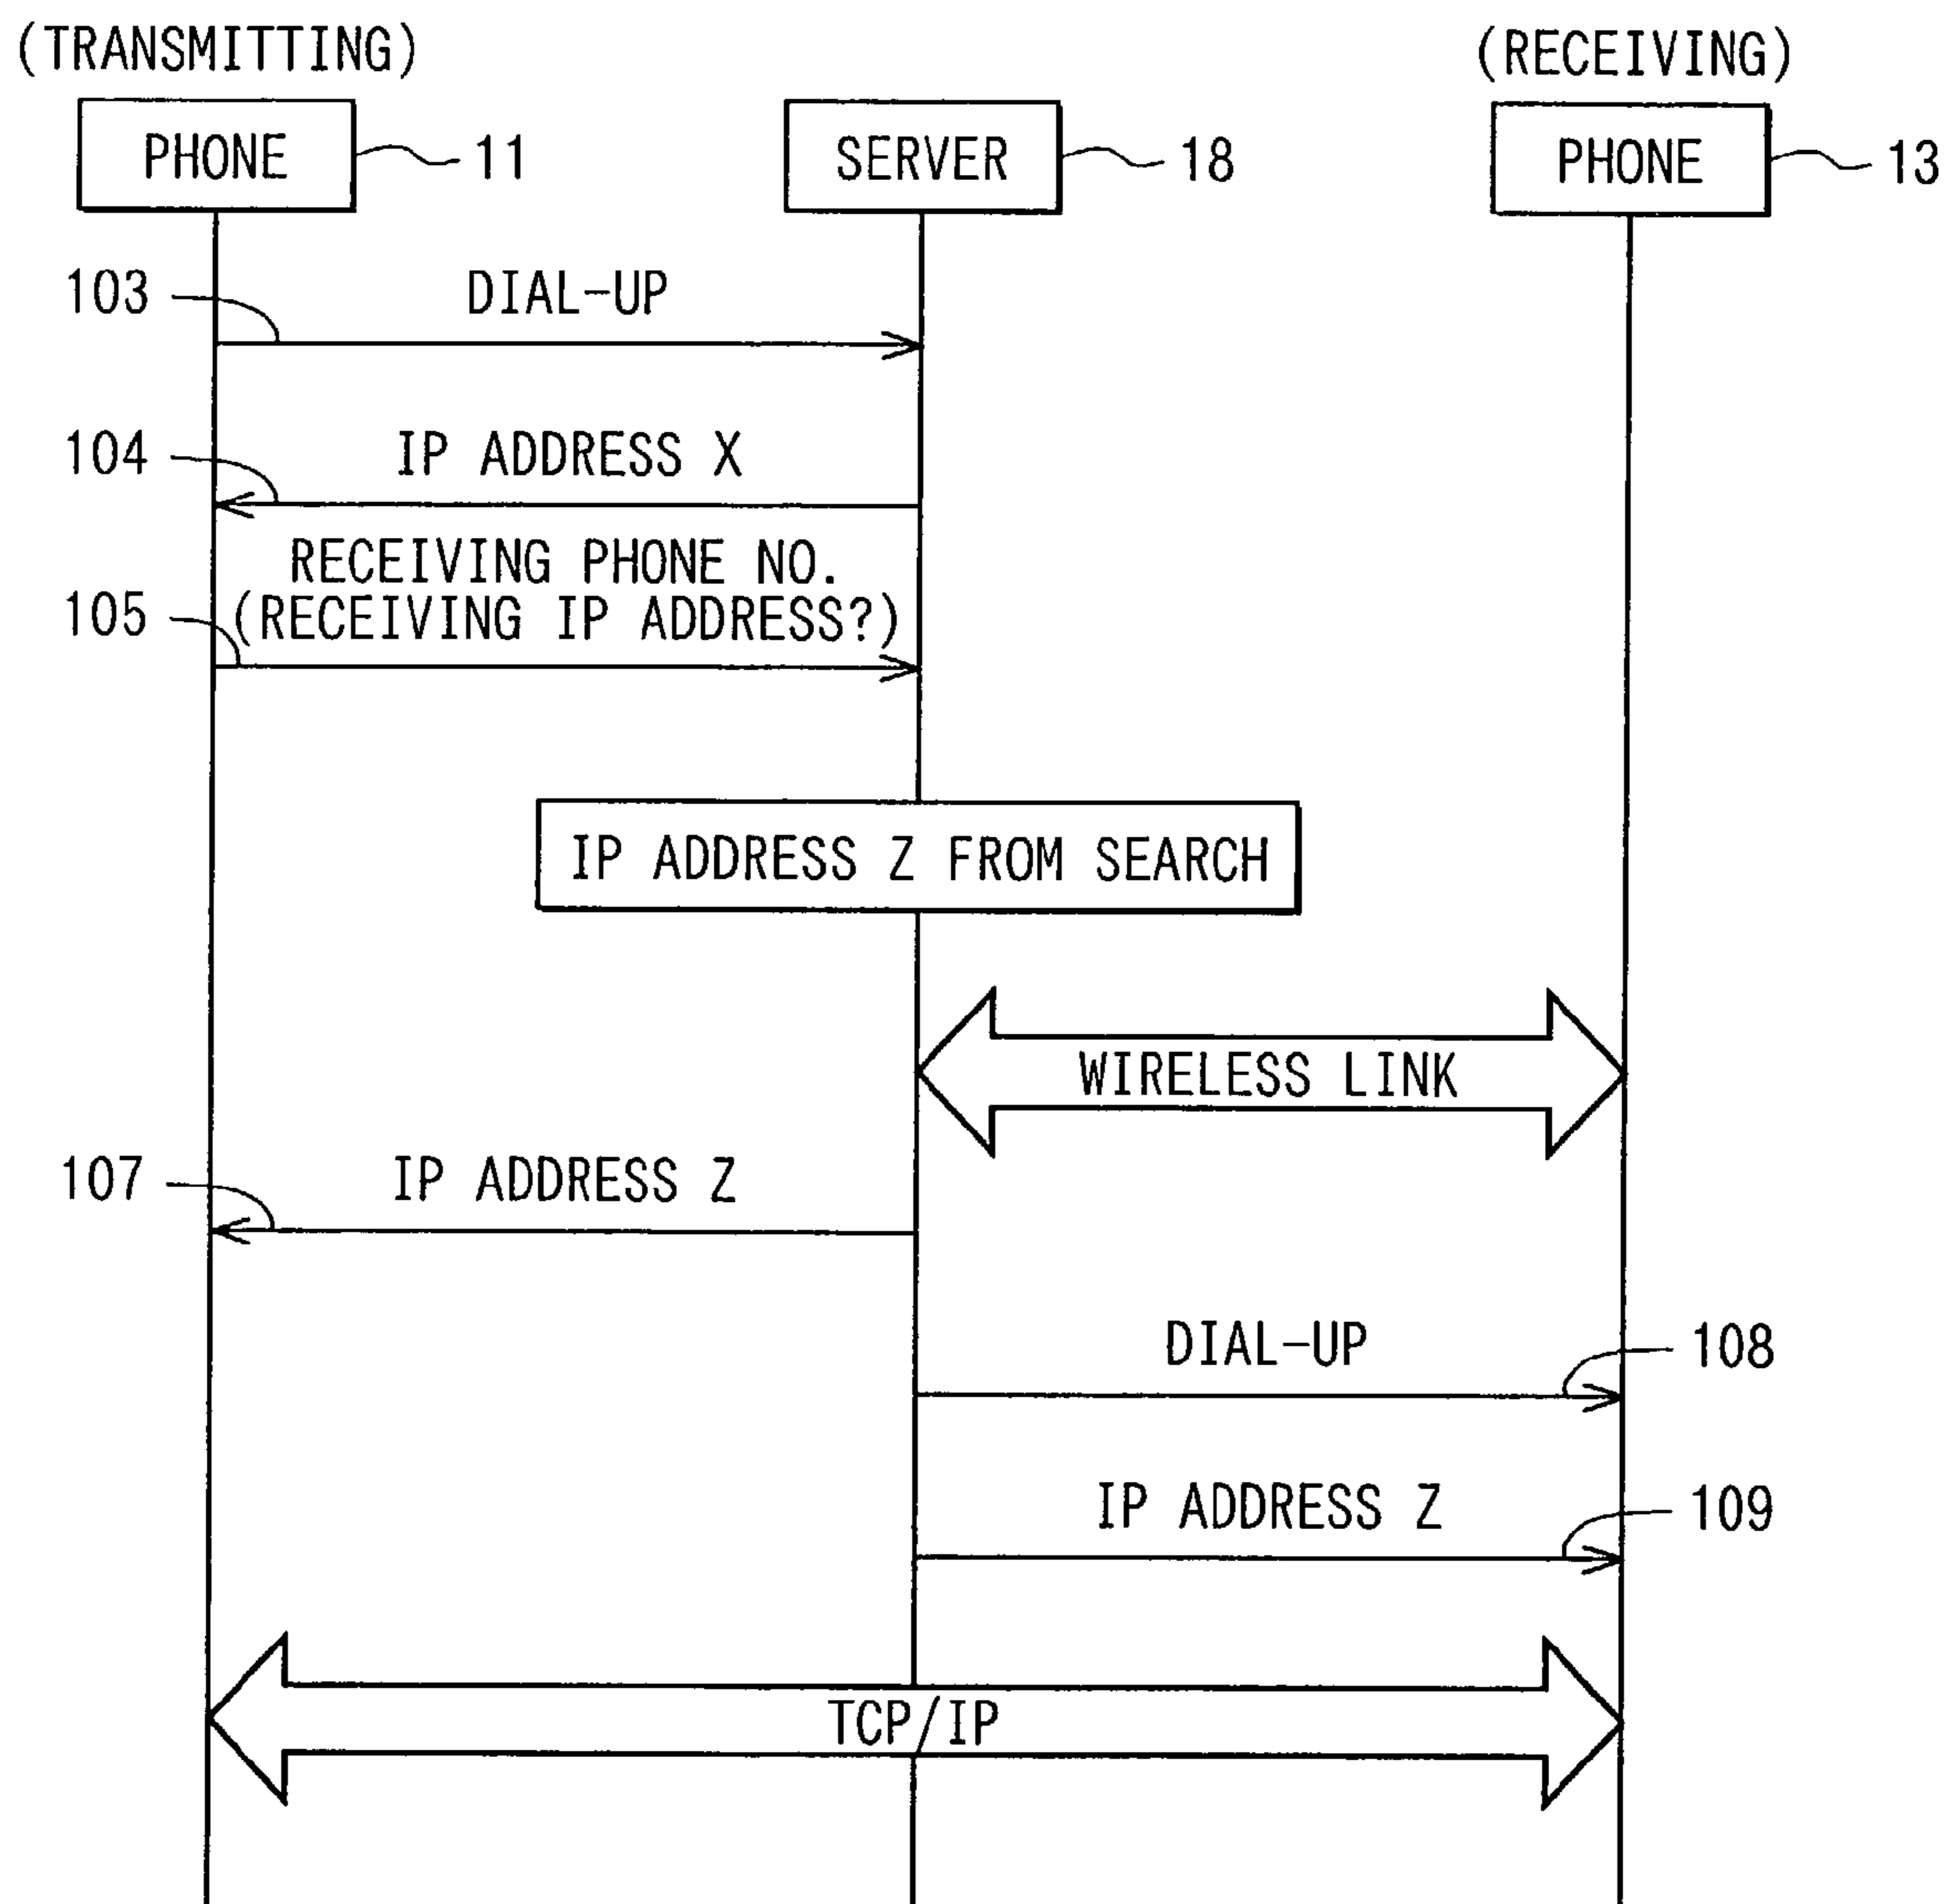 (TRANSMITTING)
(RECEIVING)
PHONE
11
SERVER
18
PHONE
13
103
DIAL-UP
104
IP ADDRESS X
RECEIVING PHONE NO.
105
(RECEIVING IP ADDRESS?)
IP ADDRESS Z FROM SEARCH
WIRELESS LINK
107
IP ADDRESS Z
DIAL-UP
108
IP ADDRESS Z
109
TCP/IP